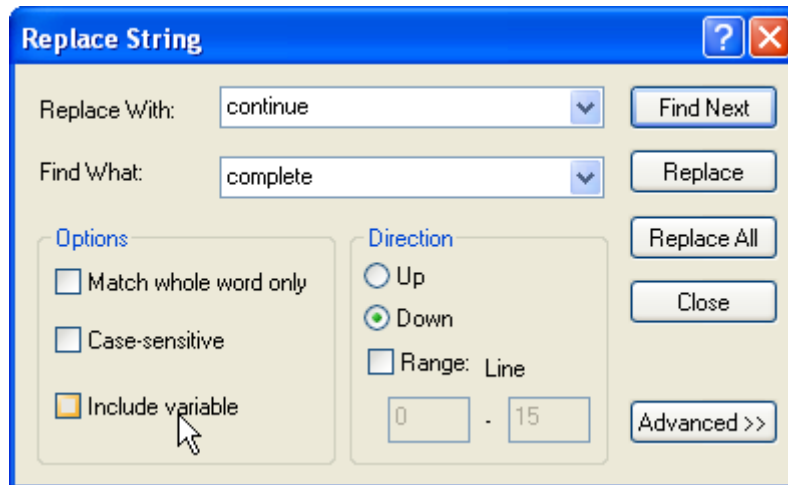 Replace String
Replace With: continue Find Next
Find What: complete Replace
Options
Match whole word only
Case-sensitive
Include variable
Direction
Up
Down
Range: Line
0 - 15
Replace All
Close
Advanced >>